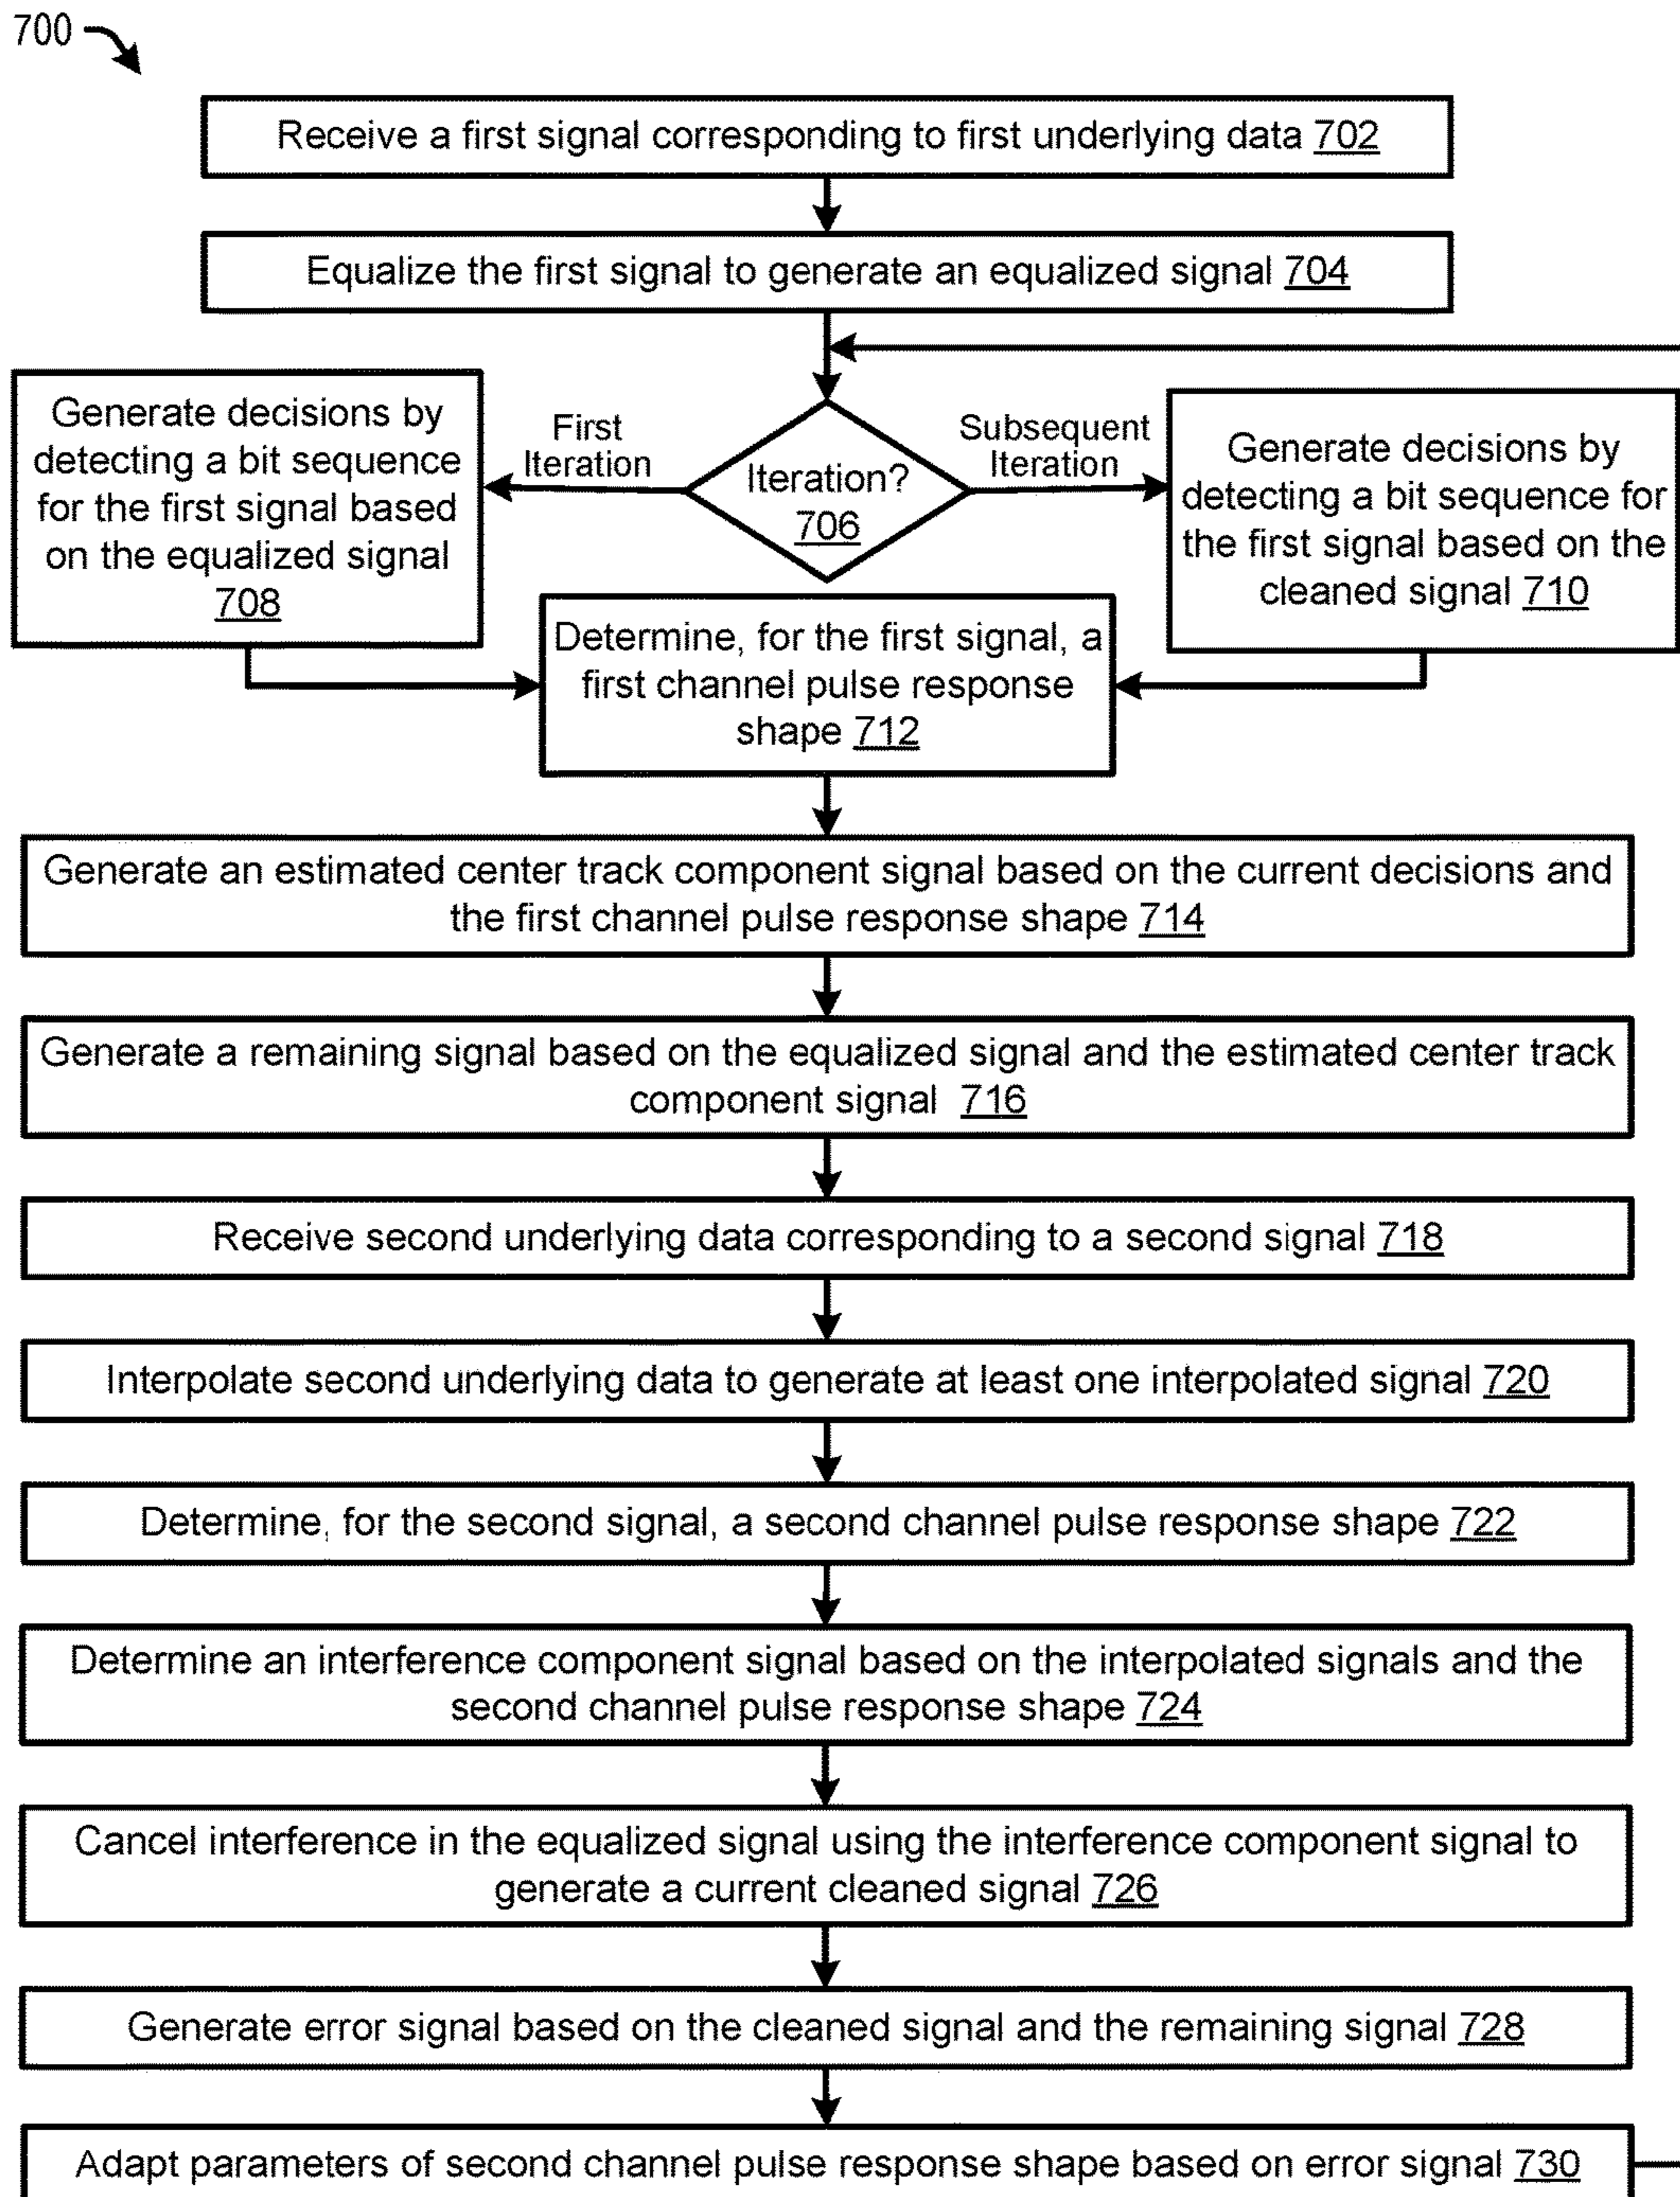 700
Receive a first signal corresponding to first underlying data 702
Equalize the first signal to generate an equalized signal 704
Generate decisions by
detecting a bit sequence
for the first signal based
on the equalized signal
708
First
Iteration
Iteration?
706
Subsequent
Iteration
Generate decisions by
detecting a bit sequence for
the first signal based on the
cleaned signal 710
Determine, for the first signal, a
first channel pulse response
shape 712
Generate an estimated center track component signal based on the current decisions and
the first channel pulse response shape 714
Generate a remaining signal based on the equalized signal and the estimated center track
component signal 716
Receive second underlying data corresponding to a second signal 718
Interpolate second underlying data to generate at least one interpolated signal 720
Determine, for the second signal, a second channel pulse response shape 722
Determine an interference component signal based on the interpolated signals and the
second channel pulse response shape 724
Cancel interference in the equalized signal using the interference component signal to
generate a current cleaned signal 726
Generate error signal based on the cleaned signal and the remaining signal 728
Adapt parameters of second channel pulse response shape based on error signal 730